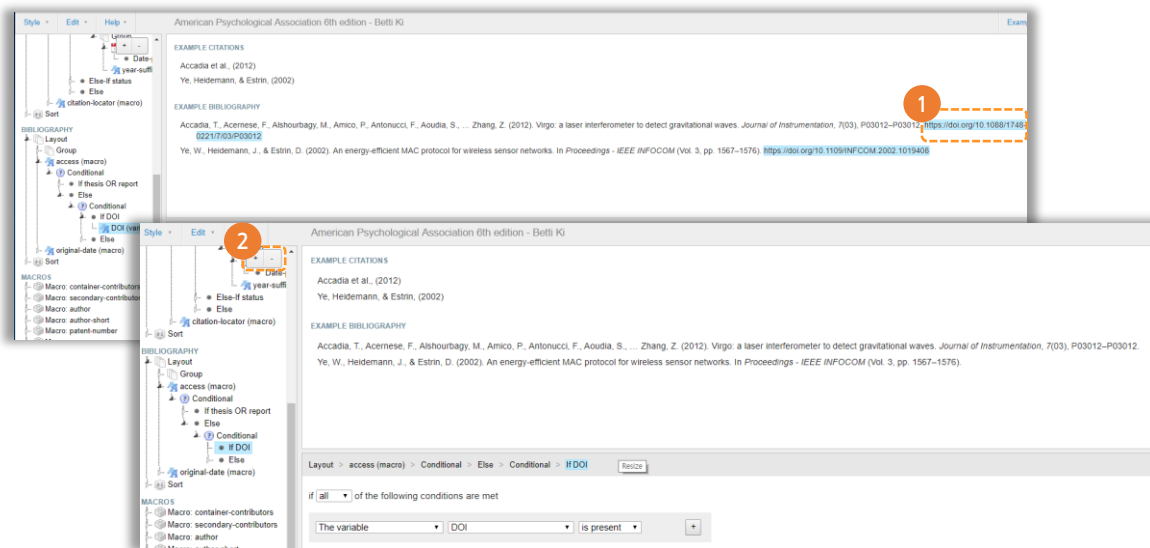 Style Edit Help American Psychological Association 6th edition - Betti Ki
Group
+ -
year-suffi
Else-If status
Else
citation-locator (macro)
Sort
BIBLIOGRAPHY
Layout
Group
access (macro)
Conditional
If thesis OR report
Else
Conditional
If DOI
DOI
Else
original-date (macro)
Sort
MACROS
Macro: container-contributors
Macro: secondary-contributo
Macro: author
Macro: author-short
Macro: patent-number
EXAMPLE CITATIONS
Accadia et al., (2012)
Ye, Heidemann, & Estrin, (2002)
EXAMPLE BIBLIOGRAPHY
1
Accadia, T., Acernese, F., Alshourbagy, M., Amico, P., Antonucci, F., Aoudia, S., … Zhang, Z. (2012). Virgo: a laser interferometer to detect gravitational waves. Journal of Instrumentation, 7(03), P03012–P03012. https://doi.org/10.1088/1748-
0221/7/03/P03012
Ye, W., Heidemann, J., & Estrin, D. (2002). An energy-efficient MAC protocol for wireless sensor networks. In Proceedings - IEEE INFOCOM (Vol. 3, pp. 1567–1576). https://doi.org/10.1109/INFCOM.2002.1019408
Style Edit American Psychological Association 6th edition - Betti Ki
2
+ -
year-suffi
Else-If status
Else
citation-locator (macro)
Sort
BIBLIOGRAPHY
Layout
Group
access (macro)
Conditional
If thesis OR report
Else
Conditional
If DOI
Else
original-date (macro)
Sort
MACROS
Macro: container-contributors
Macro: secondary-contributors
Macro: author
EXAMPLE CITATIONS
Accadia et al., (2012)
Ye, Heidemann, & Estrin, (2002)
EXAMPLE BIBLIOGRAPHY
Accadia, T., Acernese, F., Alshourbagy, M., Amico, P., Antonucci, F., Aoudia, S., … Zhang, Z. (2012). Virgo: a laser interferometer to detect gravitational waves. Journal of Instrumentation, 7(03), P03012–P03012.
Ye, W., Heidemann, J., & Estrin, D. (2002). An energy-efficient MAC protocol for wireless sensor networks. In Proceedings - IEEE INFOCOM (Vol. 3, pp. 1567–1576).
Layout > access (macro) > Conditional > Else > Conditional > If DOI Resize
if all of the following conditions are met
The variable DOI is present +